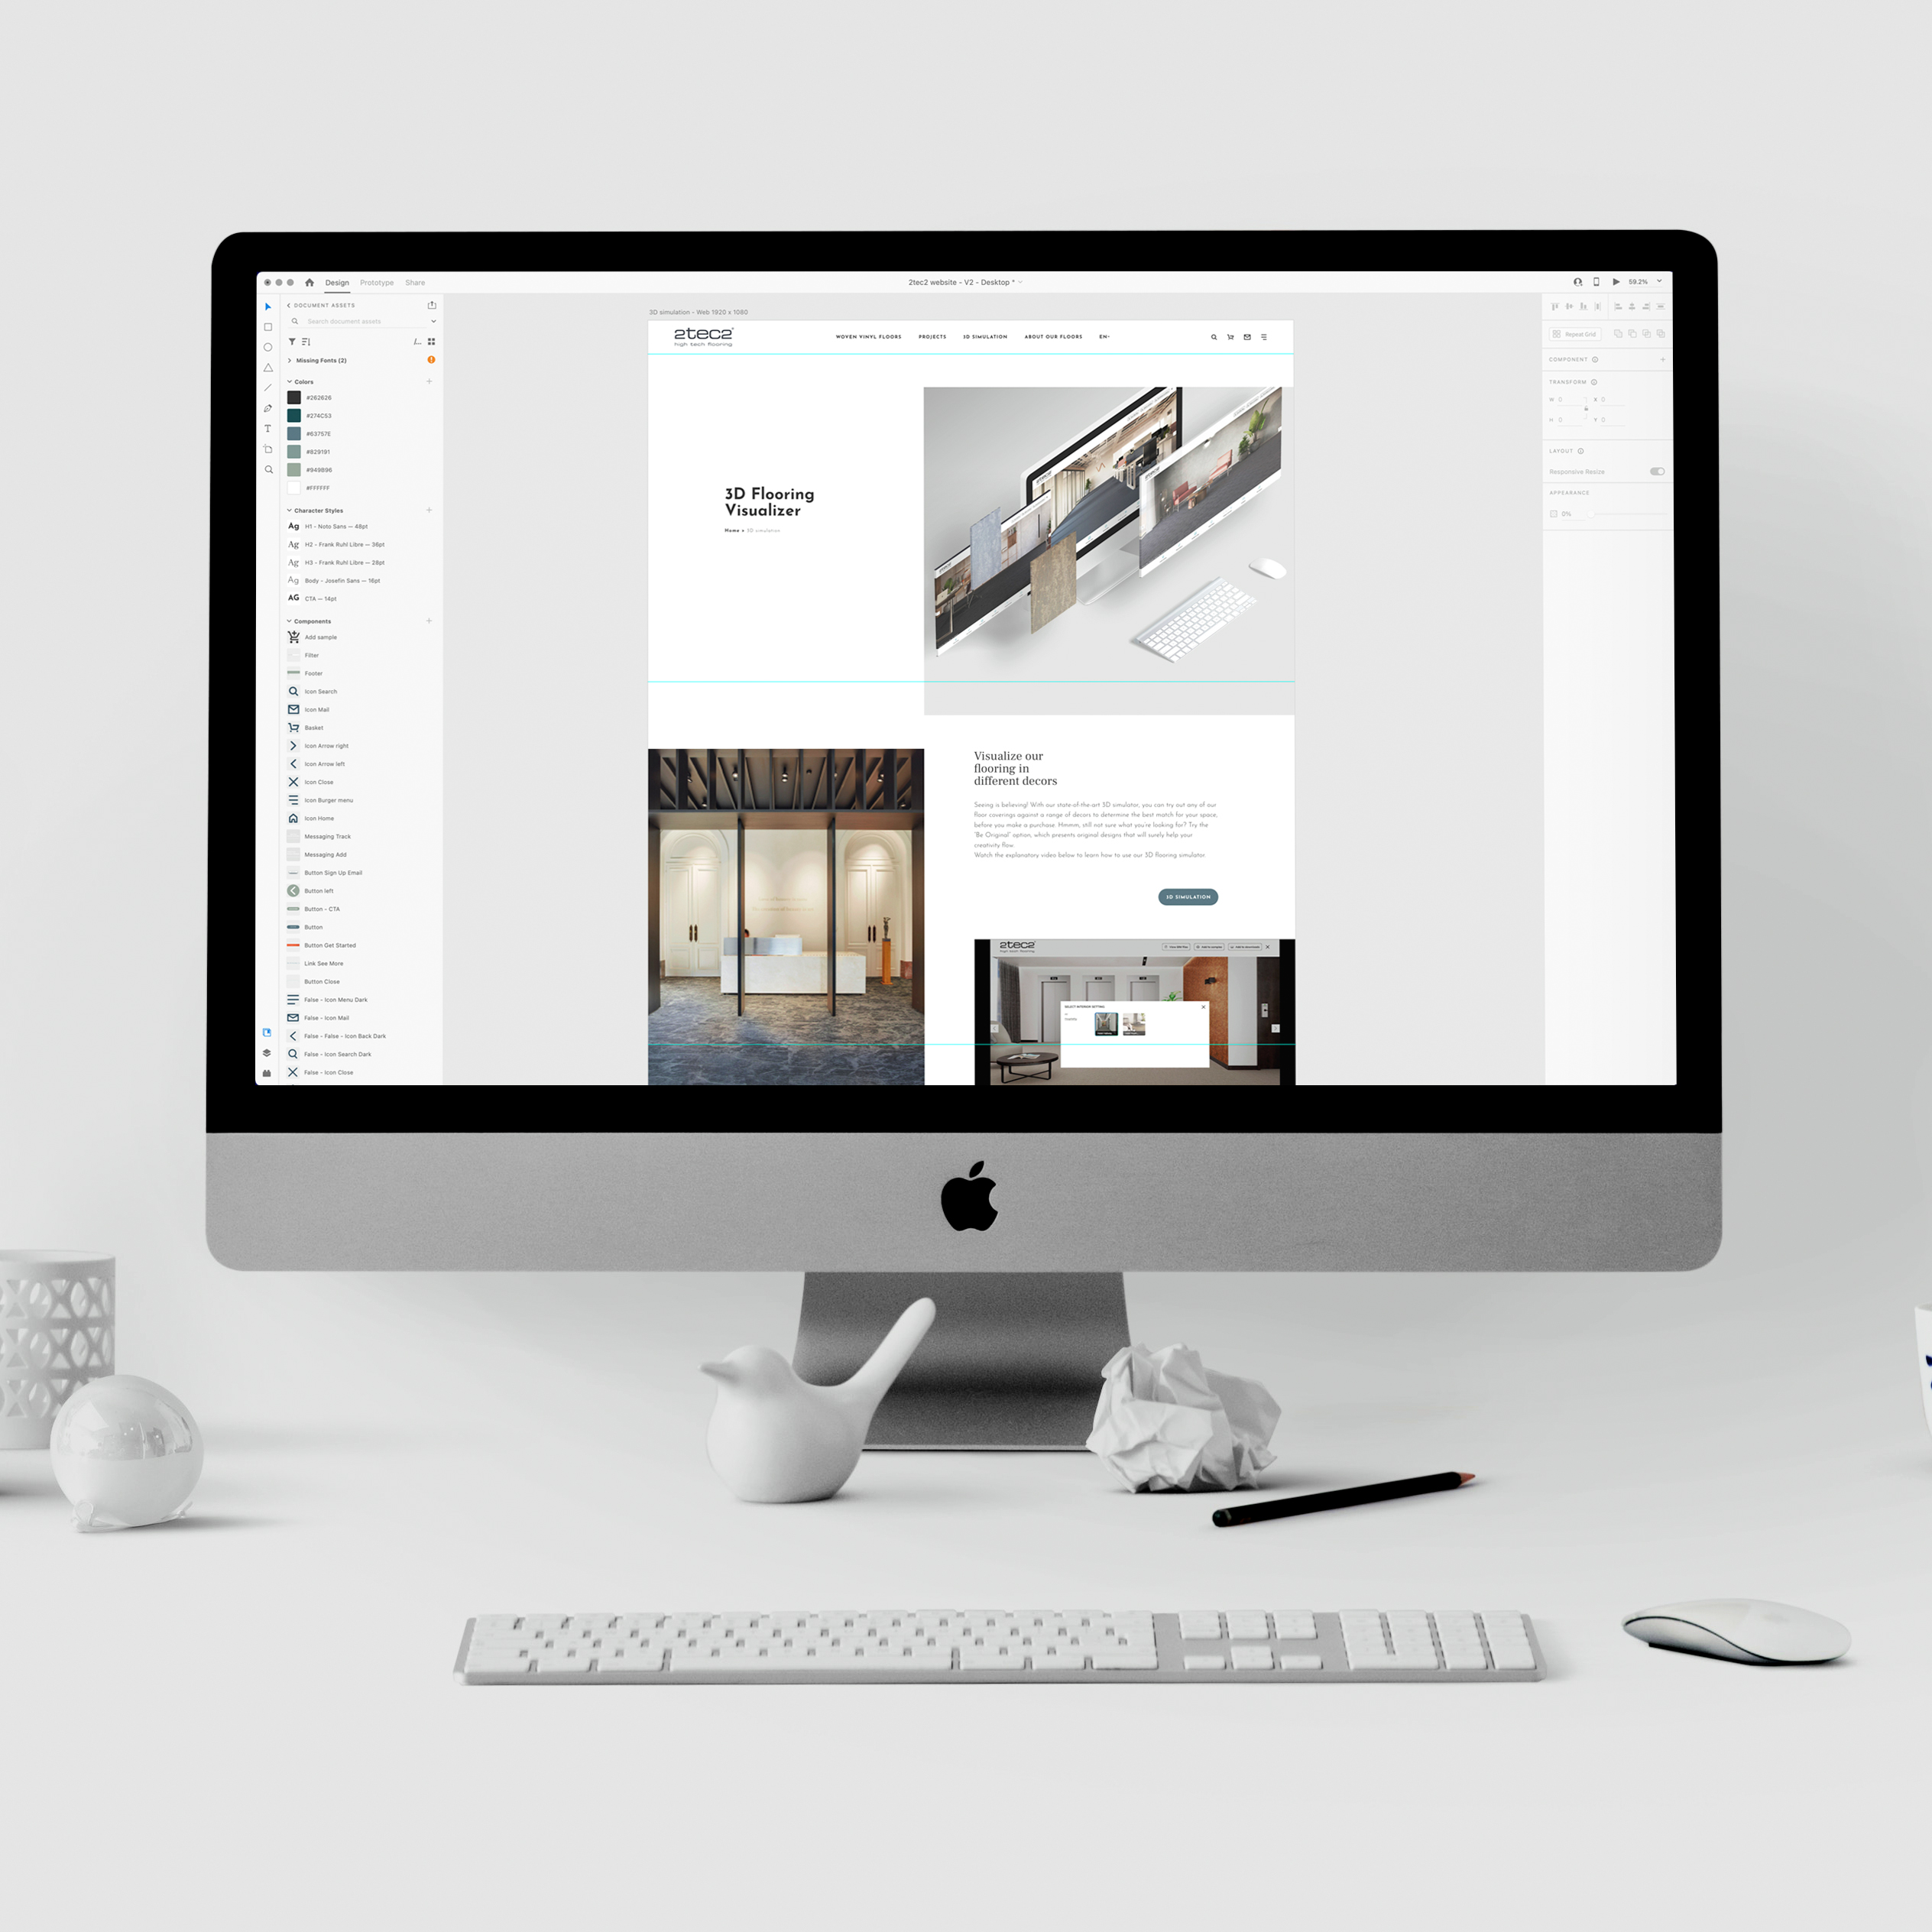 Design Prototype Share
2tec2 website - V2 - Desktop *
59.2%
DOCUMENT ASSETS
Search document assets
Missing Fonts (2)
Colors
#262626
#274C53
#63757E
#829191
#949B96
#FFFFFF
Character Styles
Ag H1 - Noto Sans — 48pt
Ag H2 - Frank Ruhl Libre — 36pt
Ag H3 - Frank Ruhl Libre — 28pt
Ag Body - Josefin Sans — 16pt
AG CTA — 14pt
Components
Add sample
Filter
Footer
Icon Search
Icon Mail
Basket
Icon Arrow right
Icon Arrow left
Icon Close
Icon Burger menu
Icon Home
Messaging Track
Messaging Add
Button Sign Up Email
Button left
Button - CTA
Button
Button Get Started
Link See More
Button Close
False - Icon Menu Dark
False - Icon Mail
False - False - Icon Back Dark
False - Icon Search Dark
False - Icon Close
3D simulation - Web 1920 x 1080
2tec2
high tech flooring
WOVEN VINYL FLOORS PROJECTS 3D SIMULATION ABOUT OUR FLOORS EN
3D Flooring
Visualizer
Home » 3D simulation
Visualize our
flooring in
different decors
Seeing is believing! With our state-of-the-art 3D simulator, you can try out any of our
floor coverings against a range of decors to determine the best match for your space,
before you make a purchase. Hmmm, still not sure what you're looking for? Try the
"Be Original" option, which presents original designs that will surely help your
creativity flow.
Watch the explanatory video below to learn how to use our 3D flooring simulator.
3D SIMULATION
2tec2
high tech flooring
SELECT INTERIOR SETTING
Repeat Grid
COMPONENT
TRANSFORM
W 0 X 0
H 0 Y 0
LAYOUT
Responsive Resize
APPEARANCE
0%